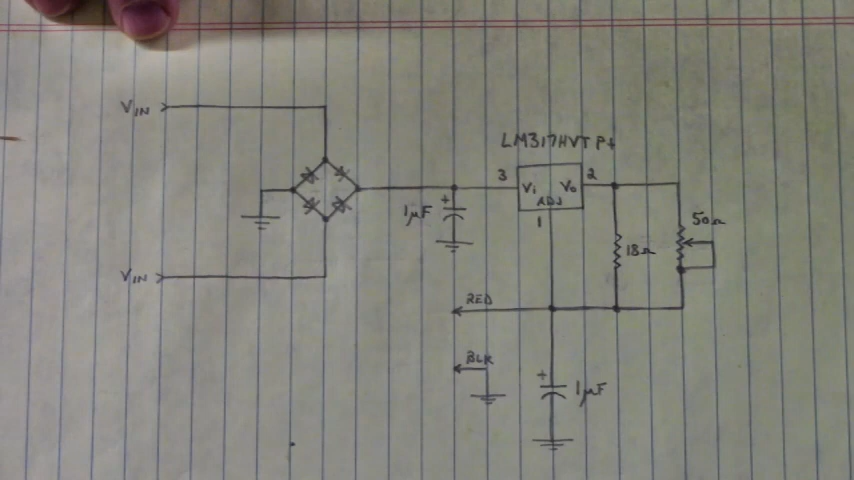 LM317HVT P+
VIN
3
Vi
Vo
2
ADJ
1µF
1
50Ω
18Ω
VIN
RED
BLK
+
1µF
+